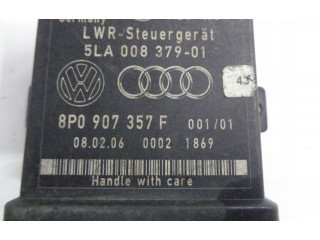 Germany
LWR-Steuergerät
5LA 008 379-01
8P0 907 357 F 001/01
08.02.06 0002 1869
Handle with care